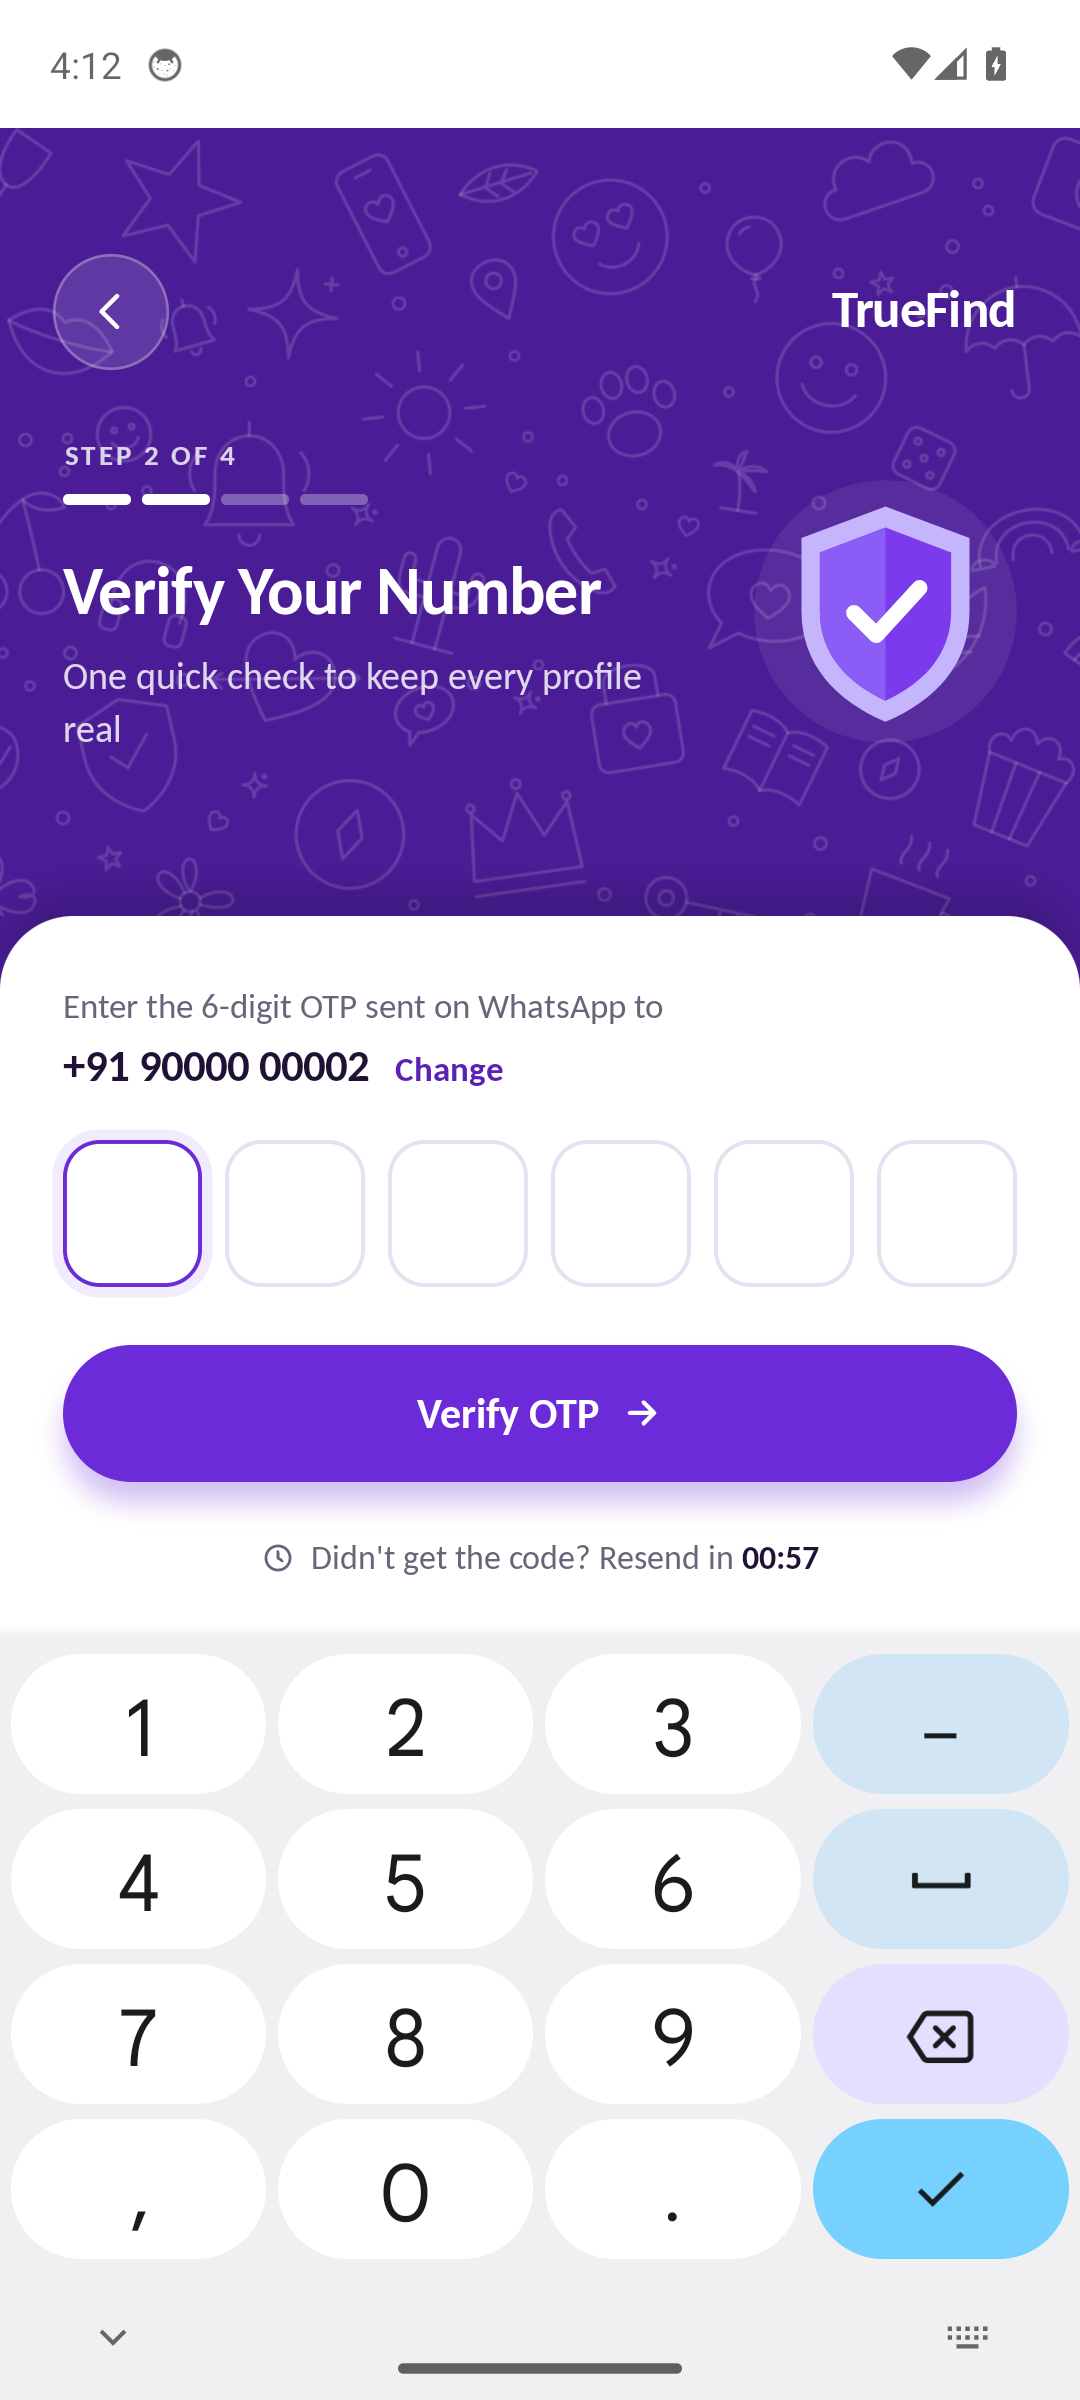 4:12
TrueFind
STEP 2 OF 4
Verify Your Number
One quick check to keep every profile
real
Enter the 6-digit OTP sent on WhatsApp to
+91 90000 00002 Change
Verify OTP →
Didn't get the code? Resend in 00:57
1 2 3 –
4 5 6
7 8 9
, 0 .